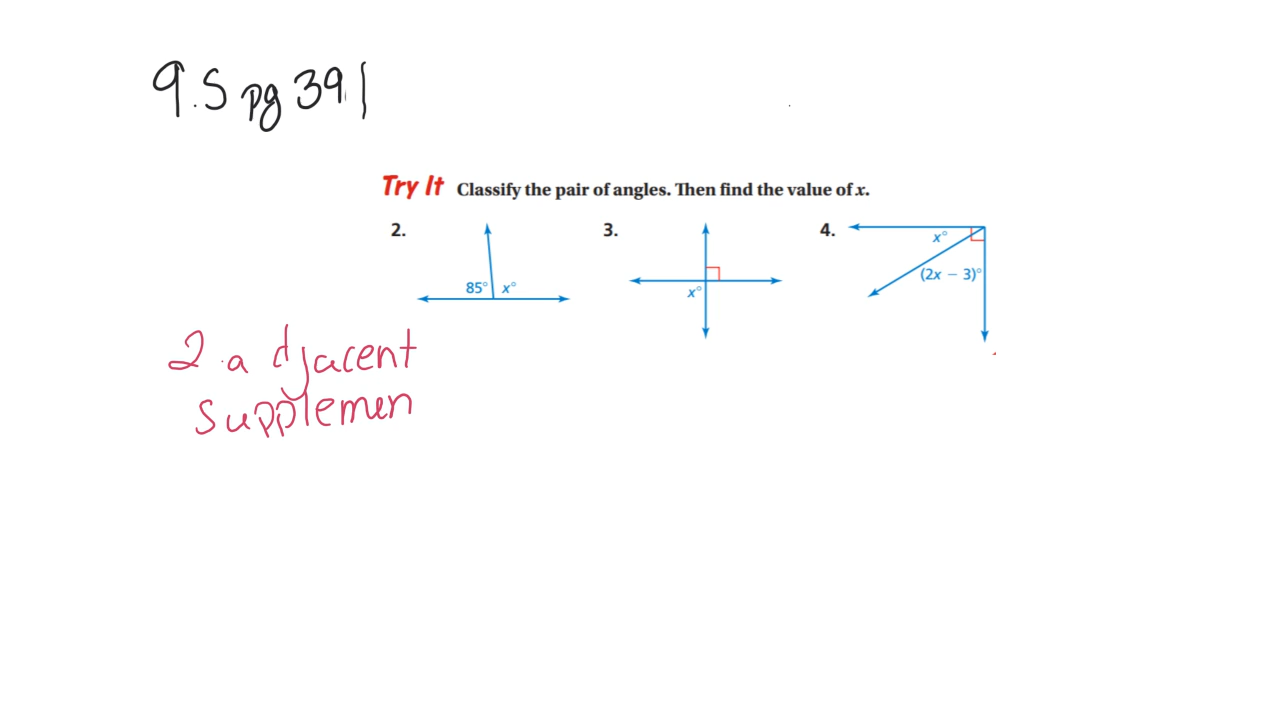 9.5 pg 391
Try It Classify the pair of angles. Then find the value of x.
2. 3. 4.
85° x° x° x° (2x − 3)°
2. adjacent
supplemen